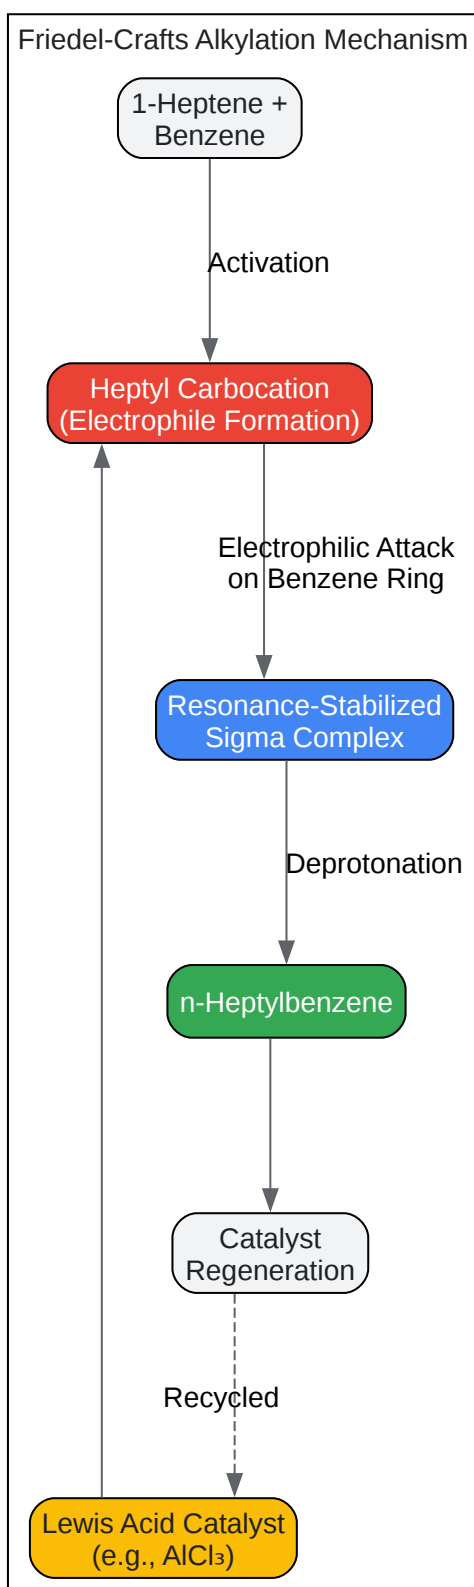 Friedel-Crafts Alkylation Mechanism
1-Heptene +
Benzene
Activation
Heptyl Carbocation
(Electrophile Formation)
Electrophilic Attack
on Benzene Ring
Resonance-Stabilized
Sigma Complex
Deprotonation
n-Heptylbenzene
Catalyst
Regeneration
Recycled
Lewis Acid Catalyst
(e.g., AlCl₃)